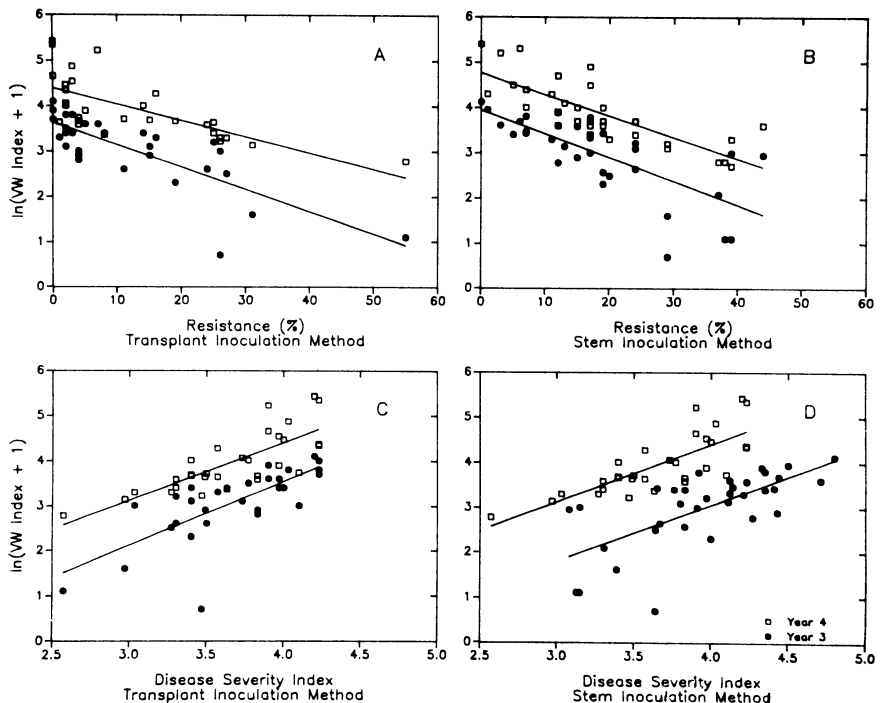 6
5
4
3
2
1
0
ln(VW Index + 1)
A
0 10 20 30 40 50 60
Resistance (%)
Transplant Inoculation Method
6
5
4
3
2
1
0
B
0 10 20 30 40 50 60
Resistance (%)
Stem Inoculation Method
6
5
4
3
2
1
0
ln(VW Index + 1)
C
2.5 3.0 3.5 4.0 4.5 5.0
Disease Severity Index
Transplant Inoculation Method
6
5
4
3
2
1
0
D
Year 4
Year 3
2.5 3.0 3.5 4.0 4.5 5.0
Disease Severity Index
Stem Inoculation Method